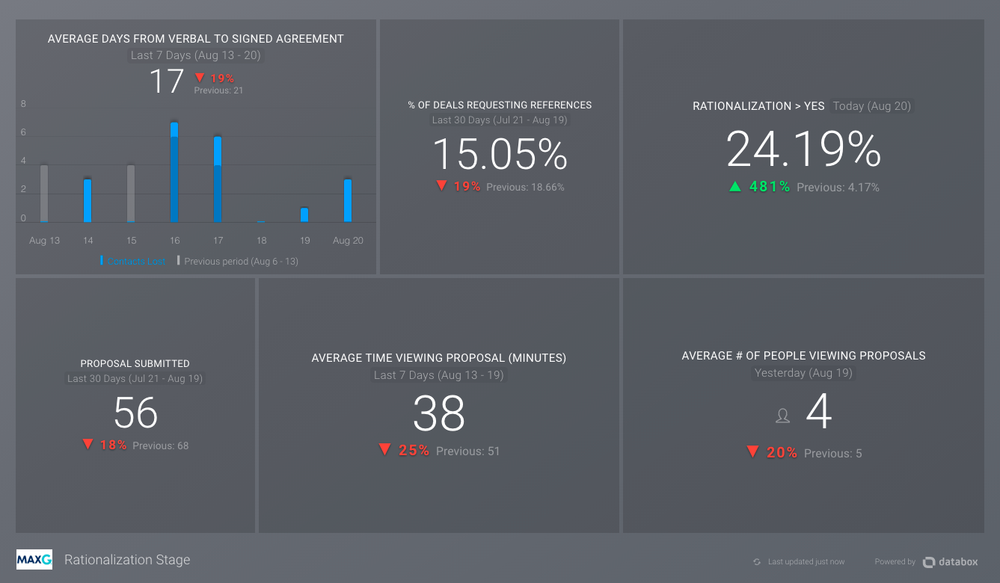 AVERAGE DAYS FROM VERBAL TO SIGNED AGREEMENT
Last 7 Days (Aug 13 - 20)
17 ▼ 19%
Previous: 21
8
6
4
2
0
Aug 13 14 15 16 17 18 19 Aug 20
Contacts Lost Previous period (Aug 6 - 13)
% OF DEALS REQUESTING REFERENCES
Last 30 Days (Jul 21 - Aug 19)
15.05%
▼ 19% Previous: 18.66%
RATIONALIZATION > YES Today (Aug 20)
24.19%
▲ 481% Previous: 4.17%
PROPOSAL SUBMITTED
Last 30 Days (Jul 21 - Aug 19)
56
▼ 18% Previous: 68
AVERAGE TIME VIEWING PROPOSAL (MINUTES)
Last 7 Days (Aug 13 - 19)
38
▼ 25% Previous: 51
AVERAGE # OF PEOPLE VIEWING PROPOSALS
Yesterday (Aug 19)
4
▼ 20% Previous: 5
MAXG Rationalization Stage
Last updated just now Powered by databox